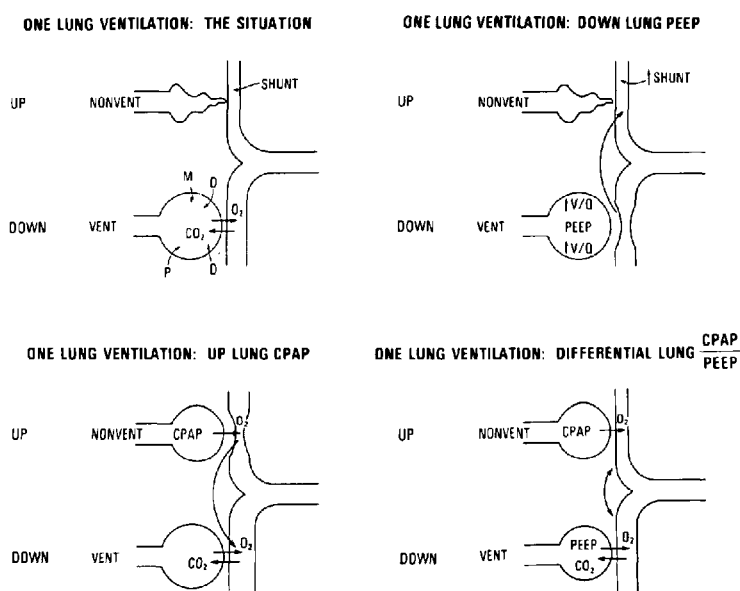 ONE LUNG VENTILATION: THE SITUATION
SHUNT
UP NONVENT
M D
O₂
DOWN VENT CO₂
P D
ONE LUNG VENTILATION: DOWN LUNG PEEP
↑SHUNT
UP NONVENT
↑V/Q
DOWN VENT PEEP
↑V/Q
ONE LUNG VENTILATION: UP LUNG CPAP
O₂
UP NONVENT CPAP
O₂
DOWN VENT CO₂
ONE LUNG VENTILATION: DIFFERENTIAL LUNG CPAP
PEEP
O₂
UP NONVENT CPAP
PEEP O₂
DOWN VENT CO₂